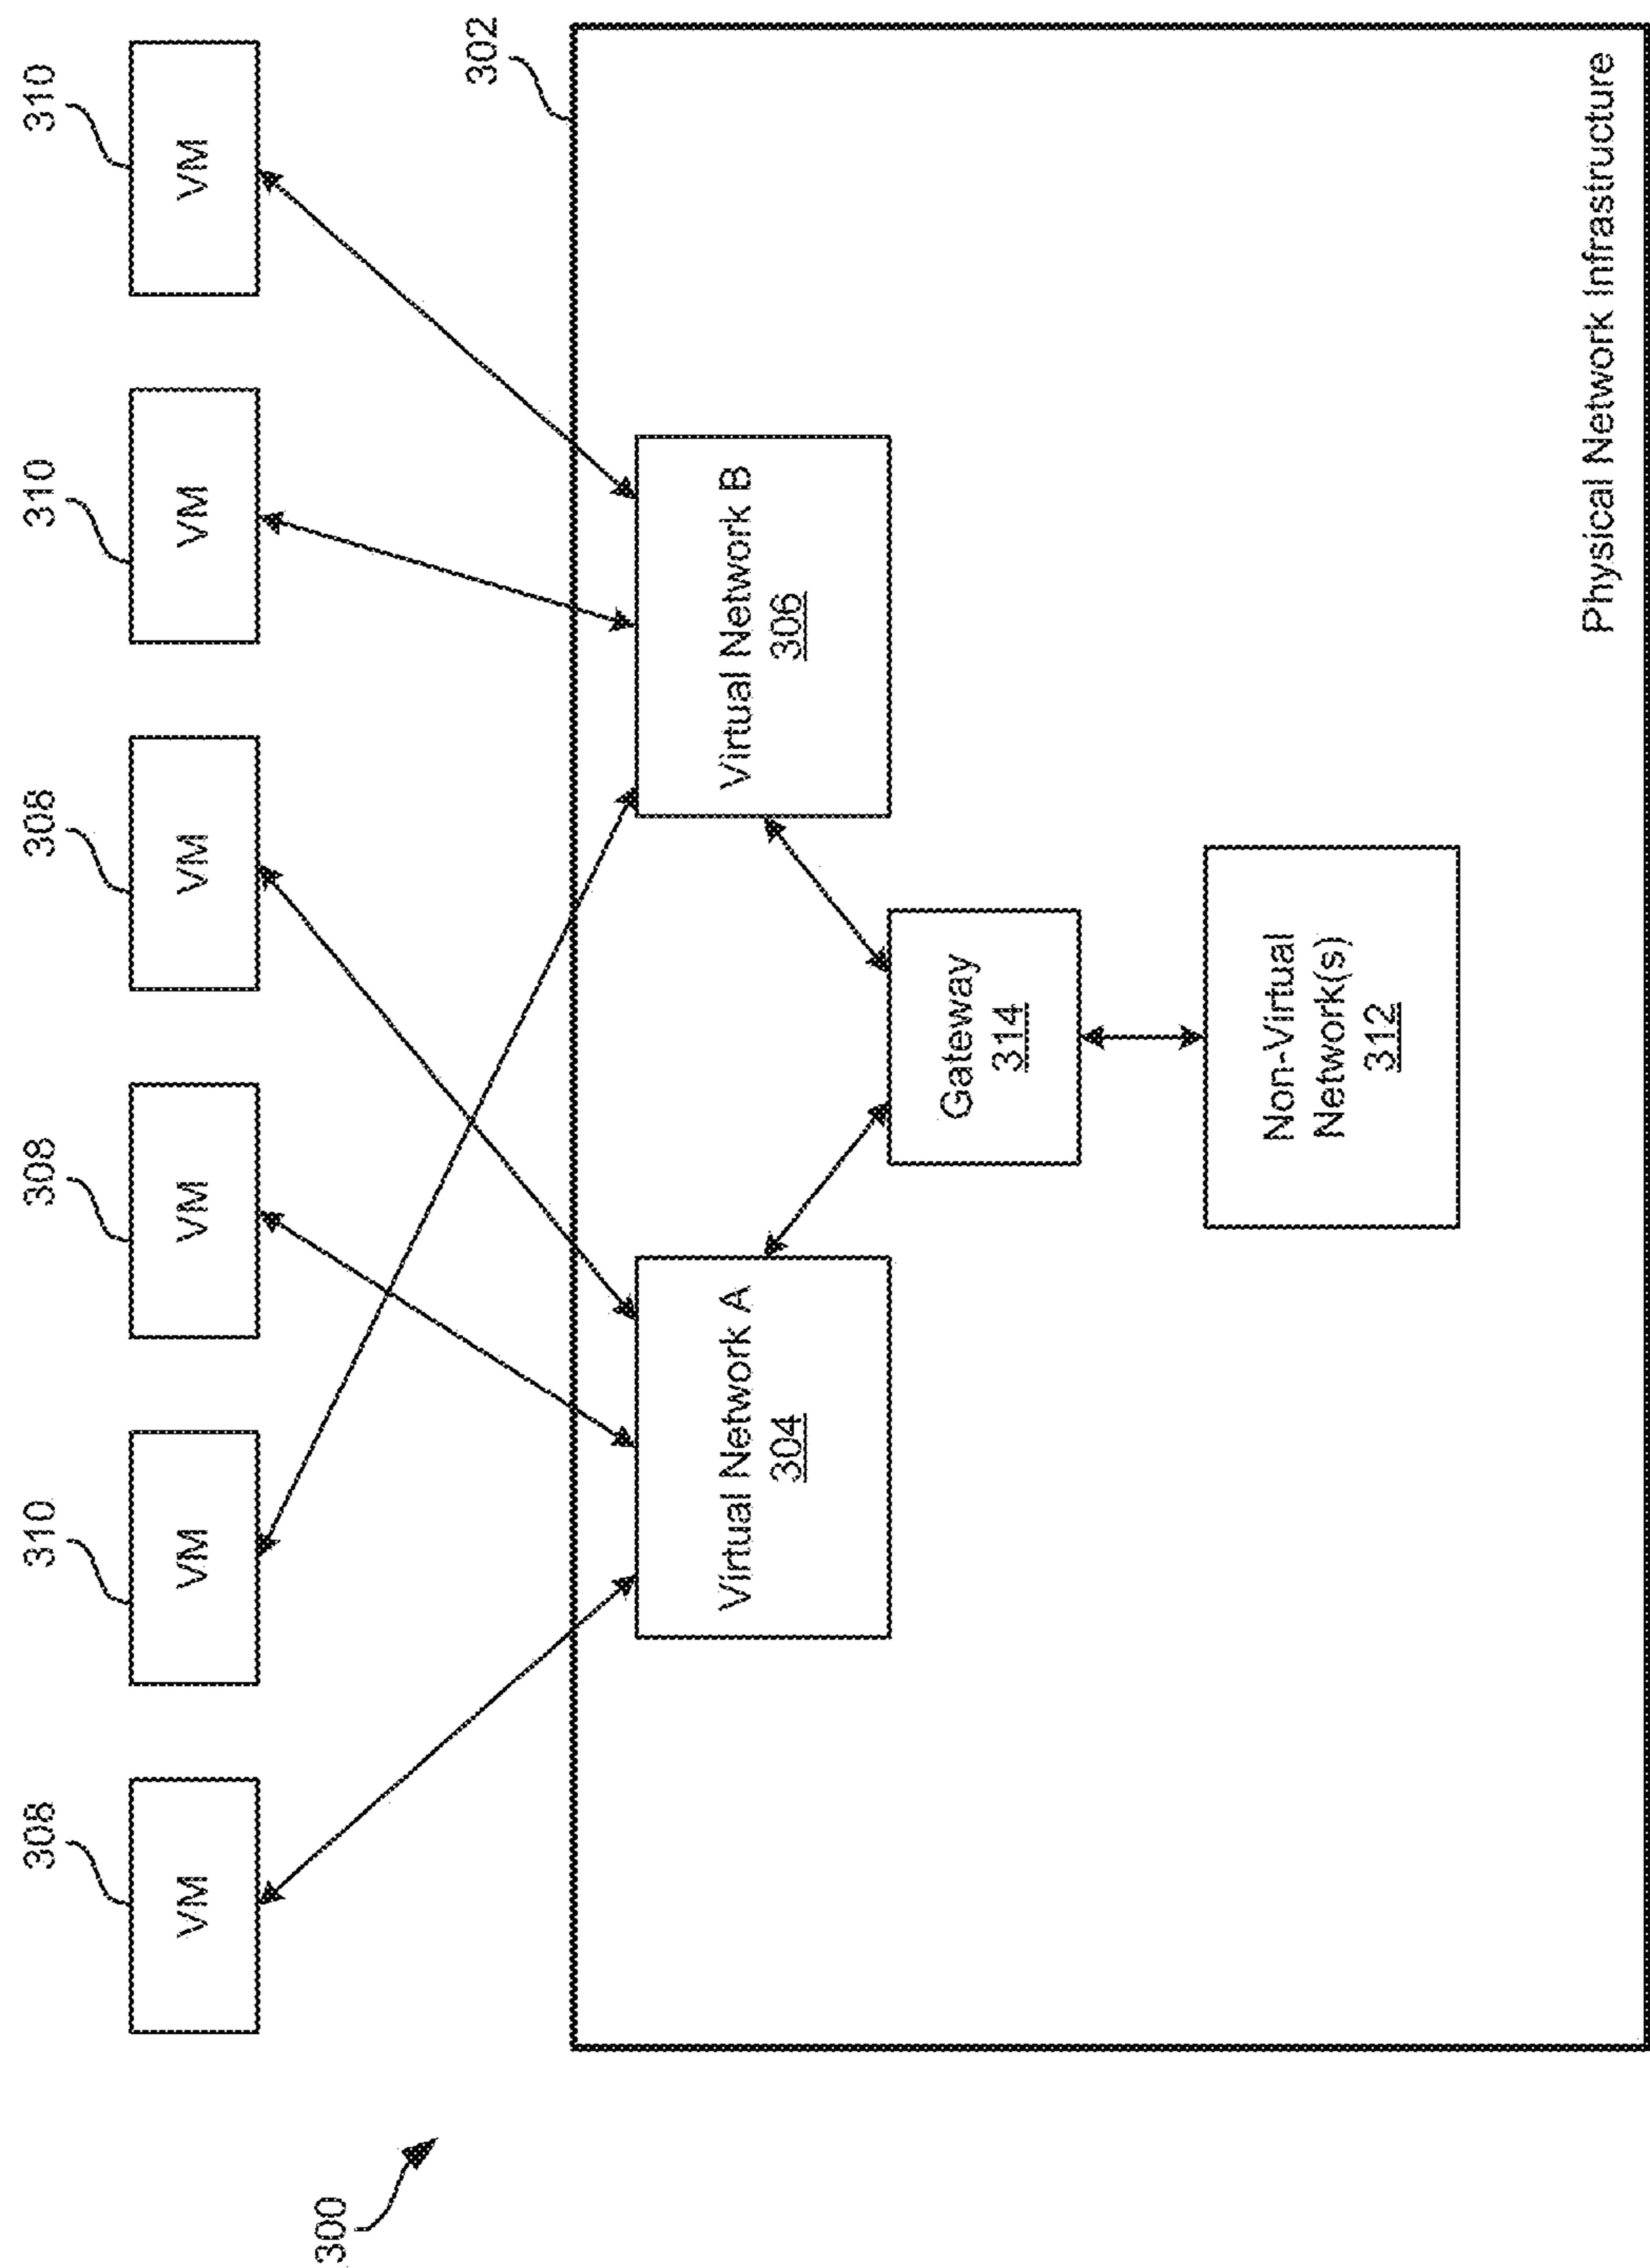 308
310
308
308
310
310
VM
VM
VM
VM
VM
VM
300
302
Virtual Network A
304
Virtual Network B
306
Gateway
314
Non-Virtual
Network(s)
312
Physical Network Infrastructure